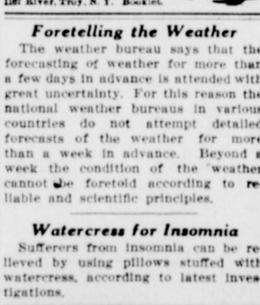 River, Troy, N. Y. Booklet.
Foretelling the Weather
The weather bureau says that the
forecasting of weather for more than
a few days in advance is attended with
great uncertainty. For this reason the
national weather bureaus in various
countries do not attempt detailed
forecasts of the weather for more
than a week in advance. Beyond a
week the condition of the weather
cannot be foretold according to re-
liable and scientific principles.
Watercress for Insomnia
Sufferers from insomnia can be re-
lieved by using pillows stuffed with
watercress, according to latest inves-
tigations.